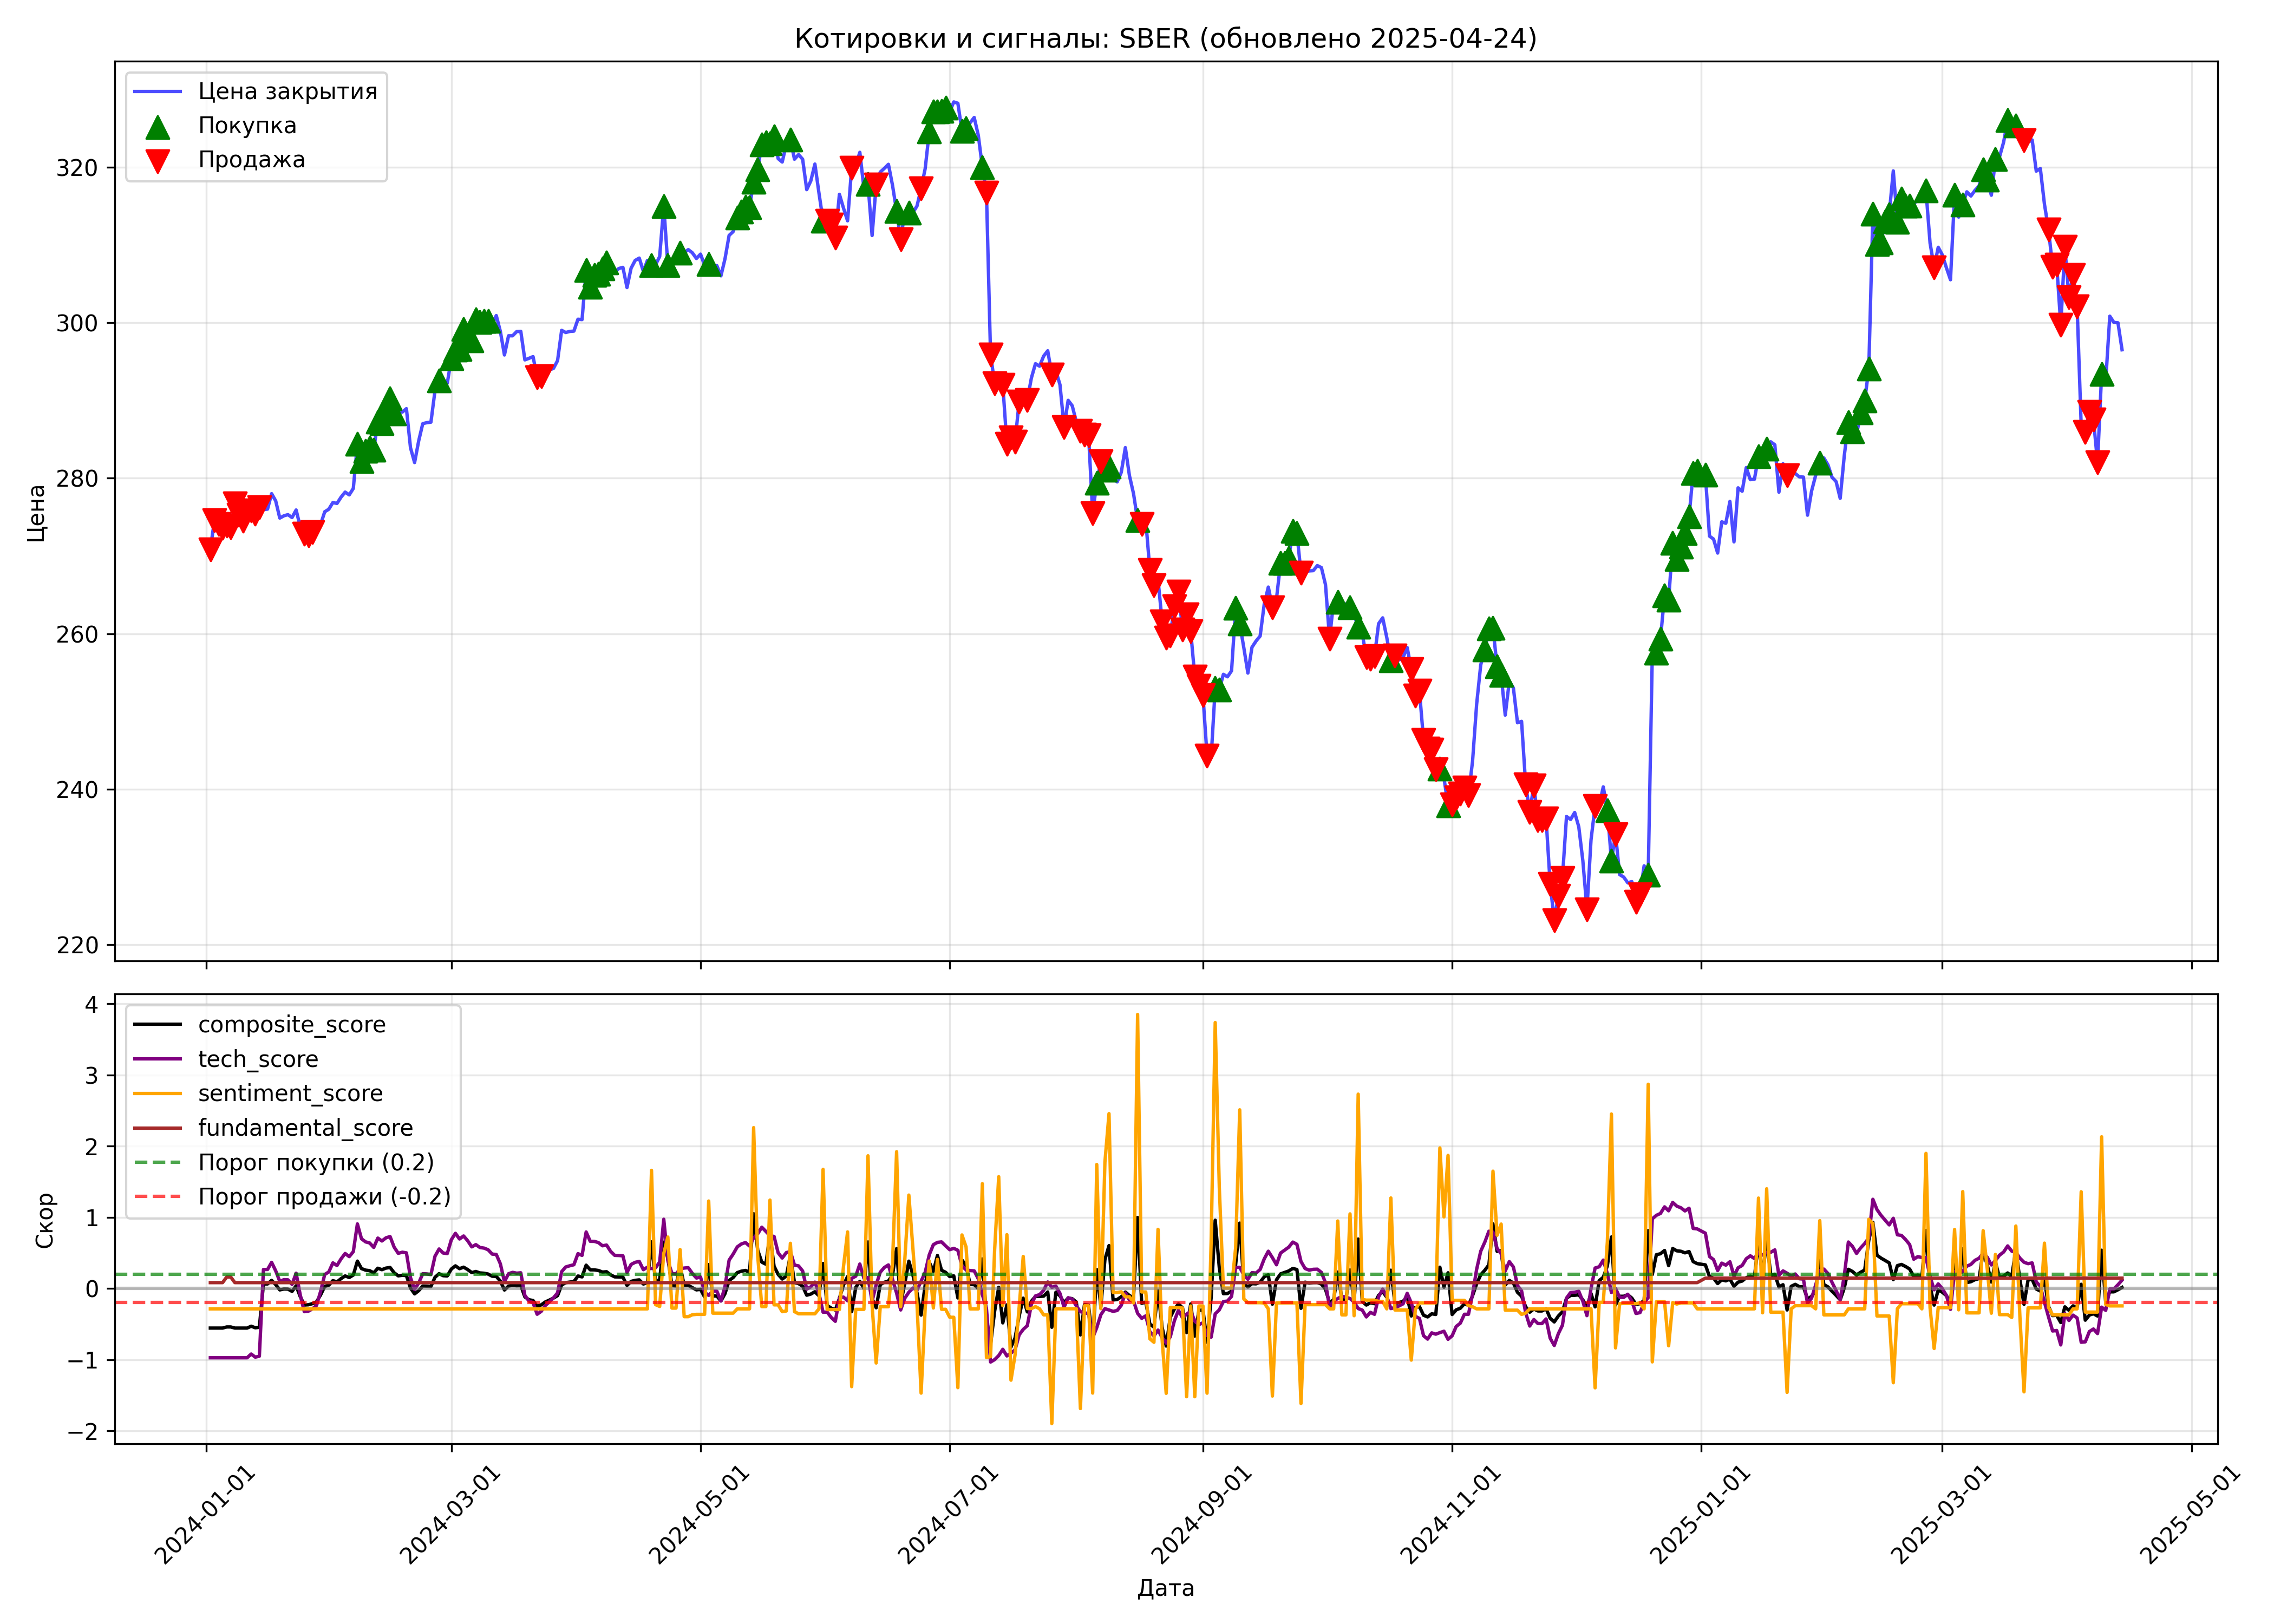 Котировки и сигналы: SBER (обновлено 2025-04-24)
Цена закрытия
Покупка
Продажа
320
300
280
260
240
220
Цена
composite_score
tech_score
sentiment_score
fundamental_score
Порог покупки (0.2)
Порог продажи (-0.2)
4
3
2
1
0
−1
−2
Скор
2024-01-01
2024-03-01
2024-05-01
2024-07-01
2024-09-01
2024-11-01
2025-01-01
2025-03-01
2025-05-01
Дата